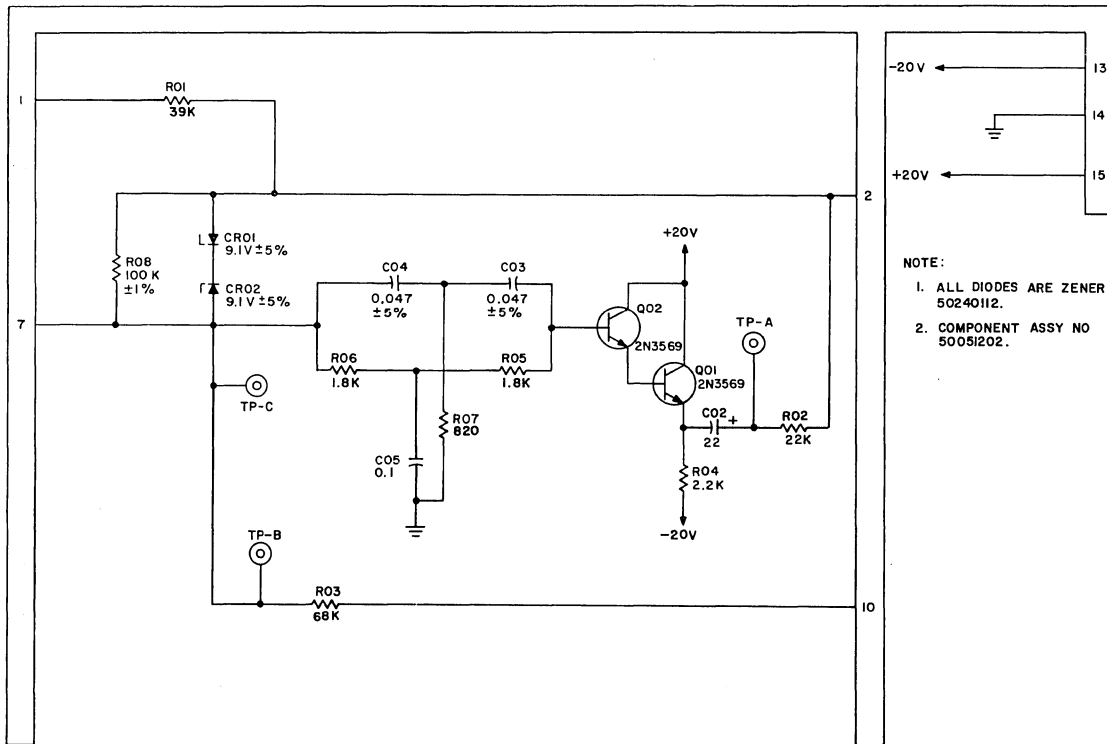 1
R01
39K
2
-20V
13
14
+20V
15
R08
100 K
±1%
CR01
9.1V ±5%
CR02
9.1V ±5%
7
C04
0.047
±5%
C03
0.047
±5%
R06
1.8K
R05
1.8K
TP-C
R07
820
C05
0.1
+20V
Q02
2N3569
Q01
2N3569
TP-A
C02
+
22
R02
22K
R04
2.2K
-20V
TP-B
R03
68K
10
NOTE:
1. ALL DIODES ARE ZENER
50240112.
2. COMPONENT ASSY NO
50051202.